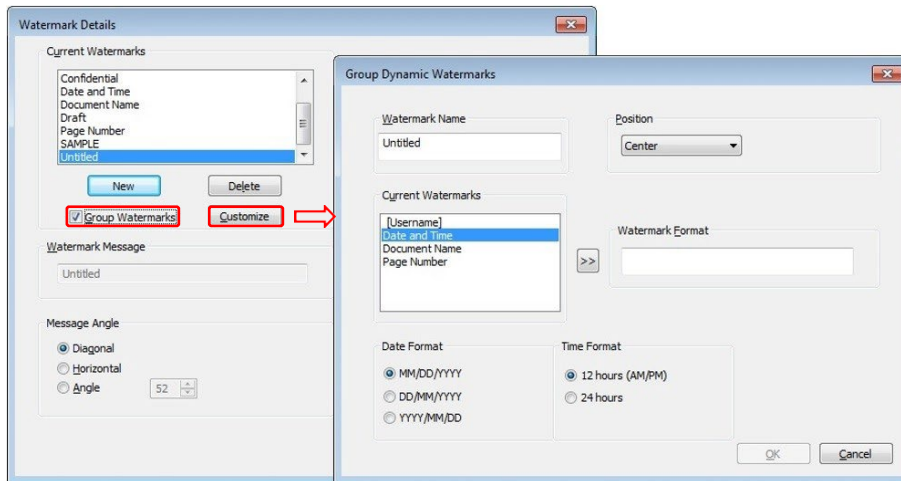 Watermark Details
Current Watermarks
Confidential
Date and Time
Document Name
Draft
Page Number
SAMPLE
Untitled
New
Delete
Group Watermarks
Customize
Watermark Message
Untitled
Message Angle
Diagonal
Horizontal
Angle
52
Group Dynamic Watermarks
Watermark Name
Untitled
Position
Center
Current Watermarks
[Username]
Date and Time
Document Name
Page Number
>>
Watermark Format
Date Format
MM/DD/YYYY
DD/MM/YYYY
YYYY/MM/DD
Time Format
12 hours (AM/PM)
24 hours
OK
Cancel